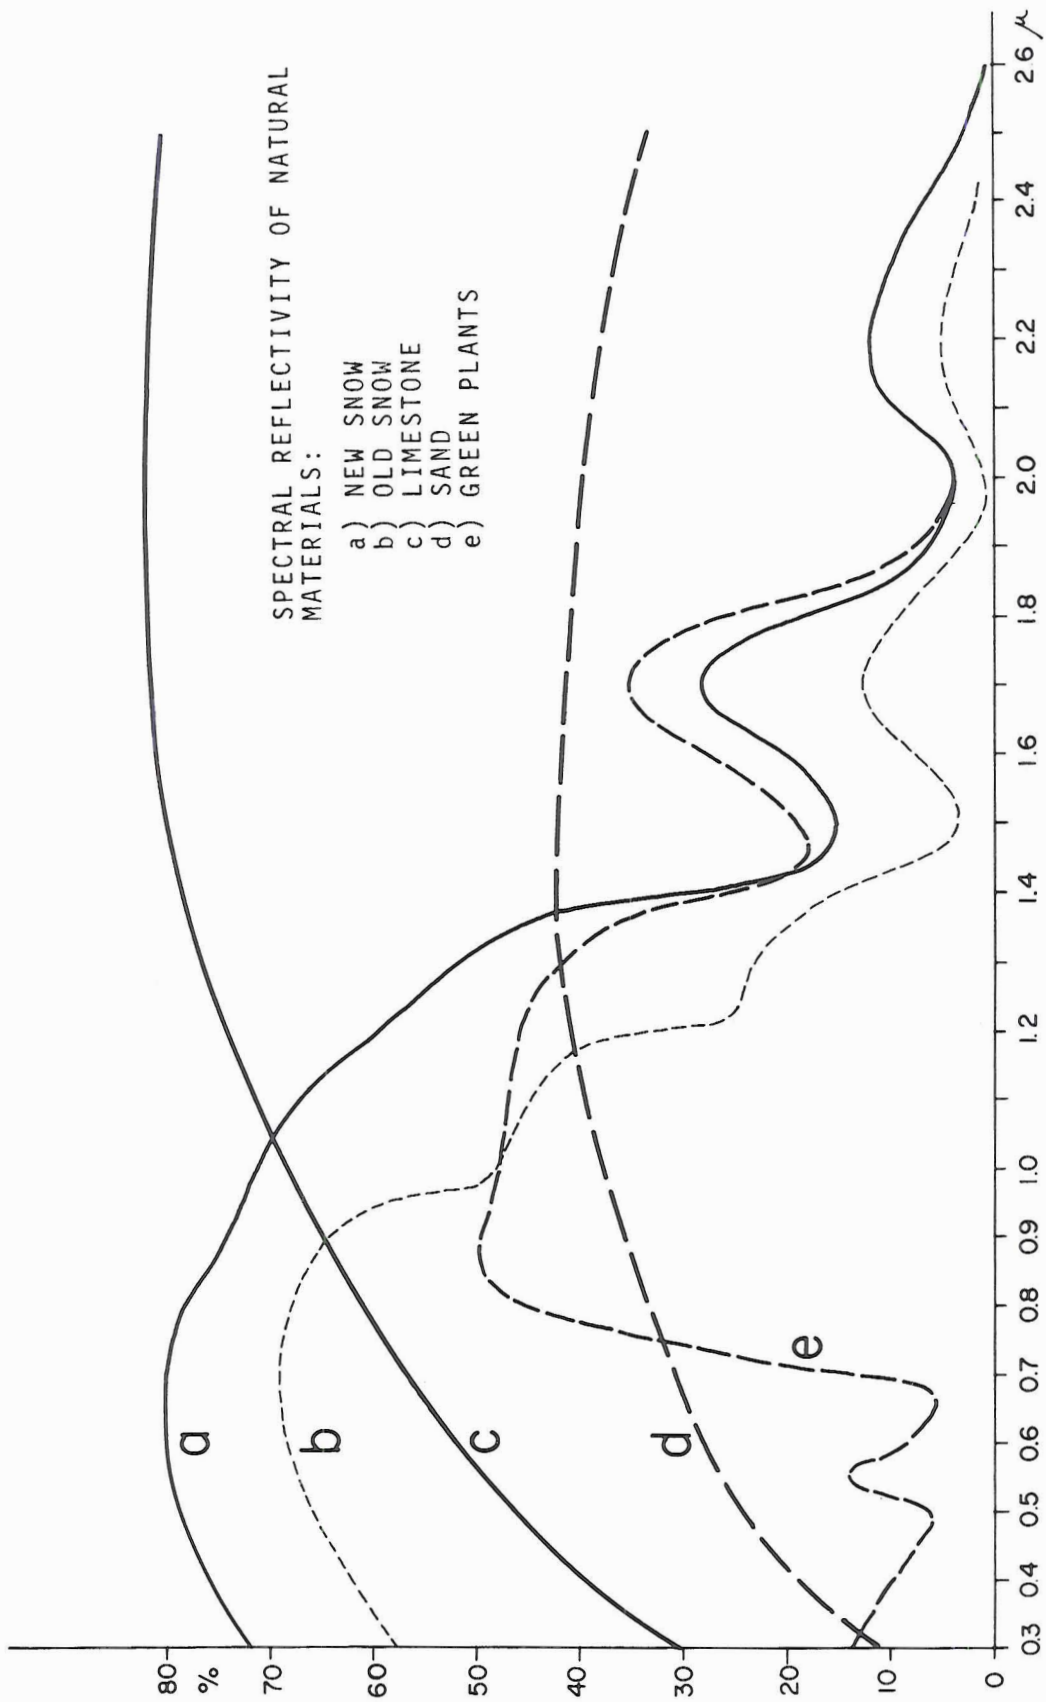 SPECTRAL REFLECTIVITY OF NATURAL
MATERIALS:
a) NEW SNOW
b) OLD SNOW
c) LIMESTONE
d) SAND
e) GREEN PLANTS
80
%
70
60
50
40
30
20
10
0
a
b
c
d
e
0.3 0.4 0.5 0.6 0.7 0.8 0.9 1.0 1.2 1.4 1.6 1.8 2.0 2.2 2.4 2.6 μ